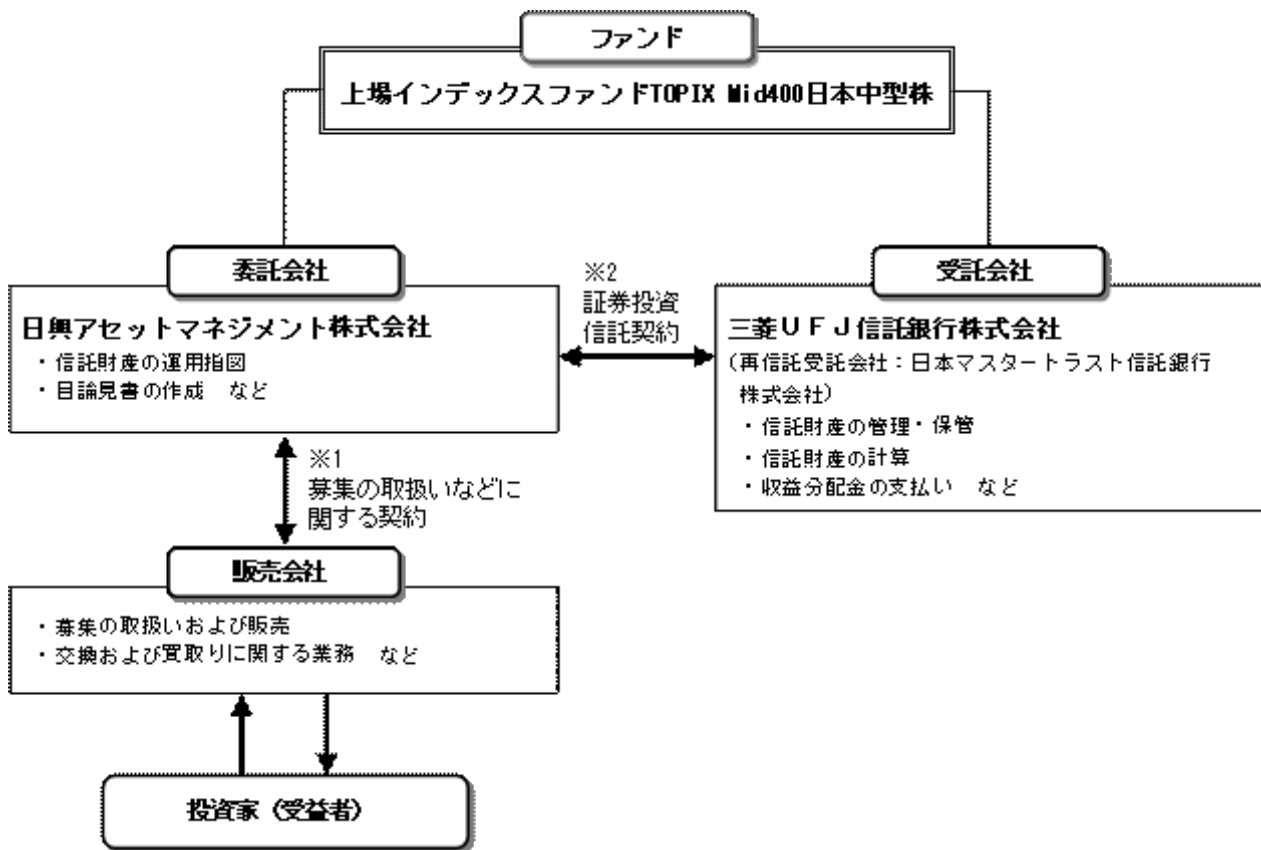 ファンド
上場インデックスファンドTOPIX Mid400日本中型株
委託会社
日興アセットマネジメント株式会社
・信託財産の運用指図
・目論見書の作成 など
※2
証券投資
信託契約
受託会社
三菱UFJ信託銀行株式会社
(再信託受託会社:日本マスタートラスト信託銀行
株式会社)
・信託財産の管理・保管
・信託財産の計算
・収益分配金の支払い など
※1
募集の取扱いなどに
関する契約
販売会社
・募集の取扱いおよび販売
・交換および買取りに関する業務 など
投資家(受益者)